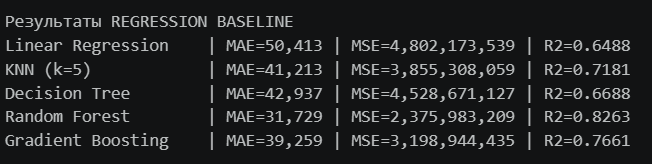 Результаты REGRESSION BASELINE
Linear Regression | MAE=50,413 | MSE=4,802,173,539 | R2=0.6488
KNN (k=5) | MAE=41,213 | MSE=3,855,308,059 | R2=0.7181
Decision Tree | MAE=42,937 | MSE=4,528,671,127 | R2=0.6688
Random Forest | MAE=31,729 | MSE=2,375,983,209 | R2=0.8263
Gradient Boosting | MAE=39,259 | MSE=3,198,944,435 | R2=0.7661